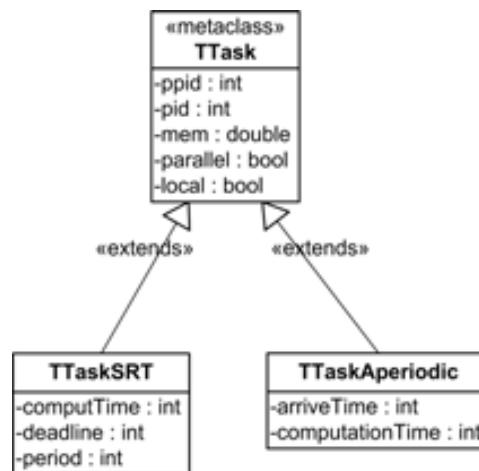 «metaclass»
TTask
-ppid : int
-pid : int
-mem : double
-parallel : bool
-local : bool
«extends» «extends»
TTaskSRT
-computTime : int
-deadline : int
-period : int
TTaskAperiodic
-arriveTime : int
-computationTime : int